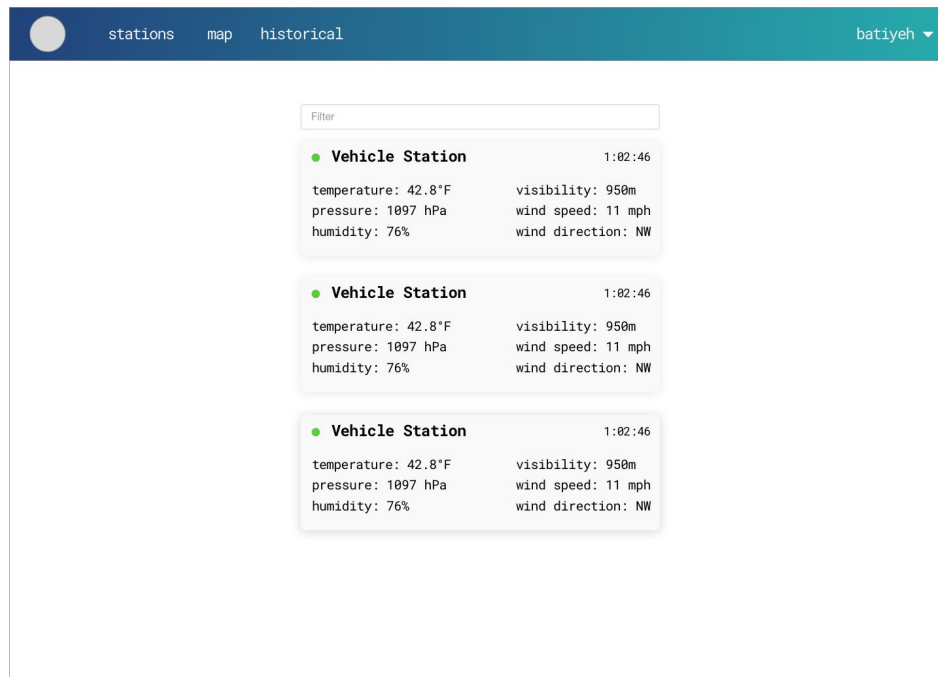 stations map historical batiyeh
Filter
Vehicle Station 1:02:46
temperature: 42.8°F visibility: 950m
pressure: 1097 hPa wind speed: 11 mph
humidity: 76% wind direction: NW
Vehicle Station 1:02:46
temperature: 42.8°F visibility: 950m
pressure: 1097 hPa wind speed: 11 mph
humidity: 76% wind direction: NW
Vehicle Station 1:02:46
temperature: 42.8°F visibility: 950m
pressure: 1097 hPa wind speed: 11 mph
humidity: 76% wind direction: NW